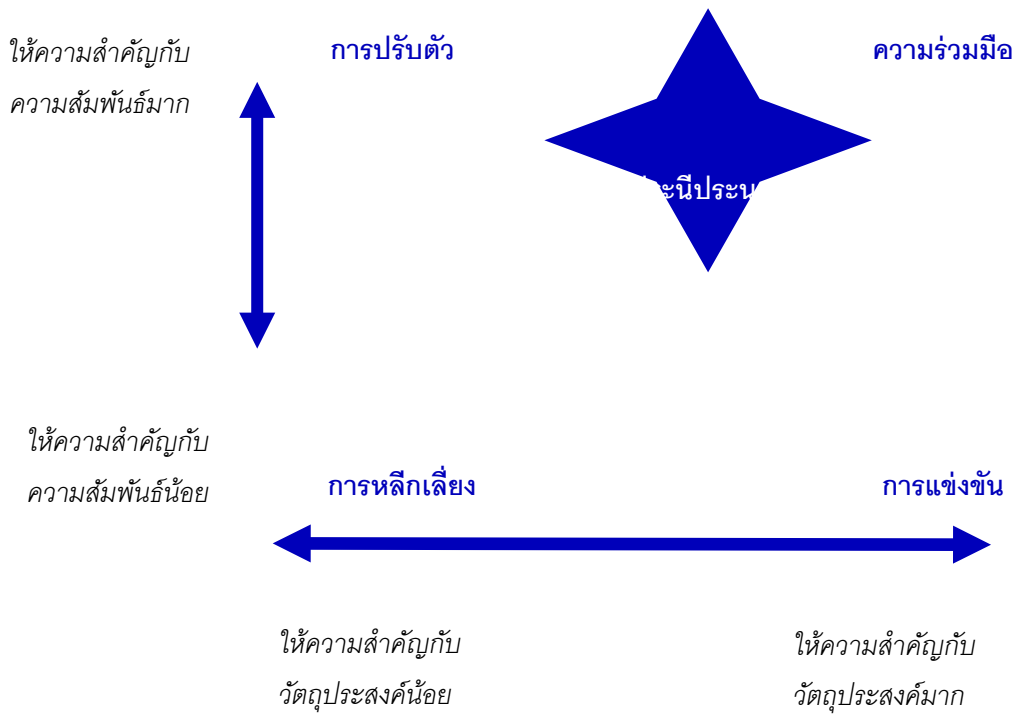 ให้ความสำคัญกับ
ความสัมพันธ์มาก
การปรับตัว
ความร่วมมือ
ให้ความสำคัญกับ
ความสัมพันธ์น้อย
การหลีกเลี่ยง
การแข่งขัน
ให้ความสำคัญกับ
วัตถุประสงค์น้อย
ให้ความสำคัญกับ
วัตถุประสงค์มาก